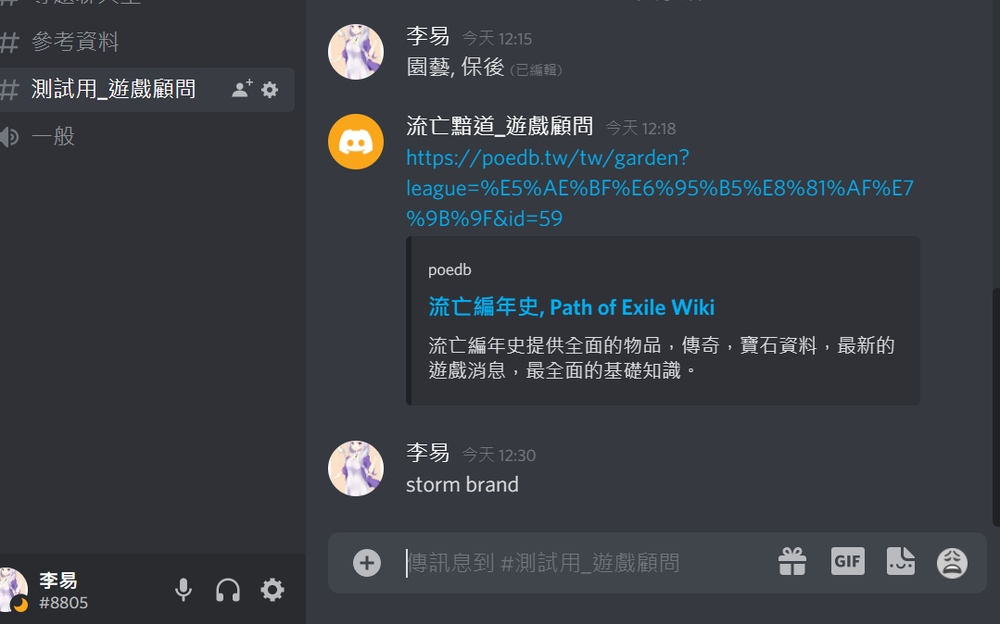 參考資料
測試用_遊戲顧問
一般
李易
#8805
李易 今天 12:15
園藝, 保後 (已編輯)
流亡黯道_遊戲顧問 今天 12:18
https://poedb.tw/tw/garden?
league=%E5%AE%BF%E6%95%B5%E8%81%AF%E7
%9B%9F&id=59
poedb
流亡編年史, Path of Exile Wiki
流亡編年史提供全面的物品，傳奇，寶石資料，最新的
遊戲消息，最全面的基礎知識。
李易 今天 12:30
storm brand
傳訊息到 #測試用_遊戲顧問
GIF